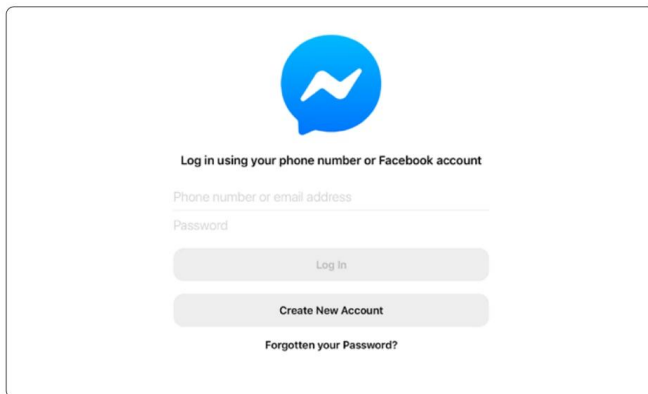 Log in using your phone number or Facebook account
Phone number or email address
Password
Log In
Create New Account
Forgotten your Password?